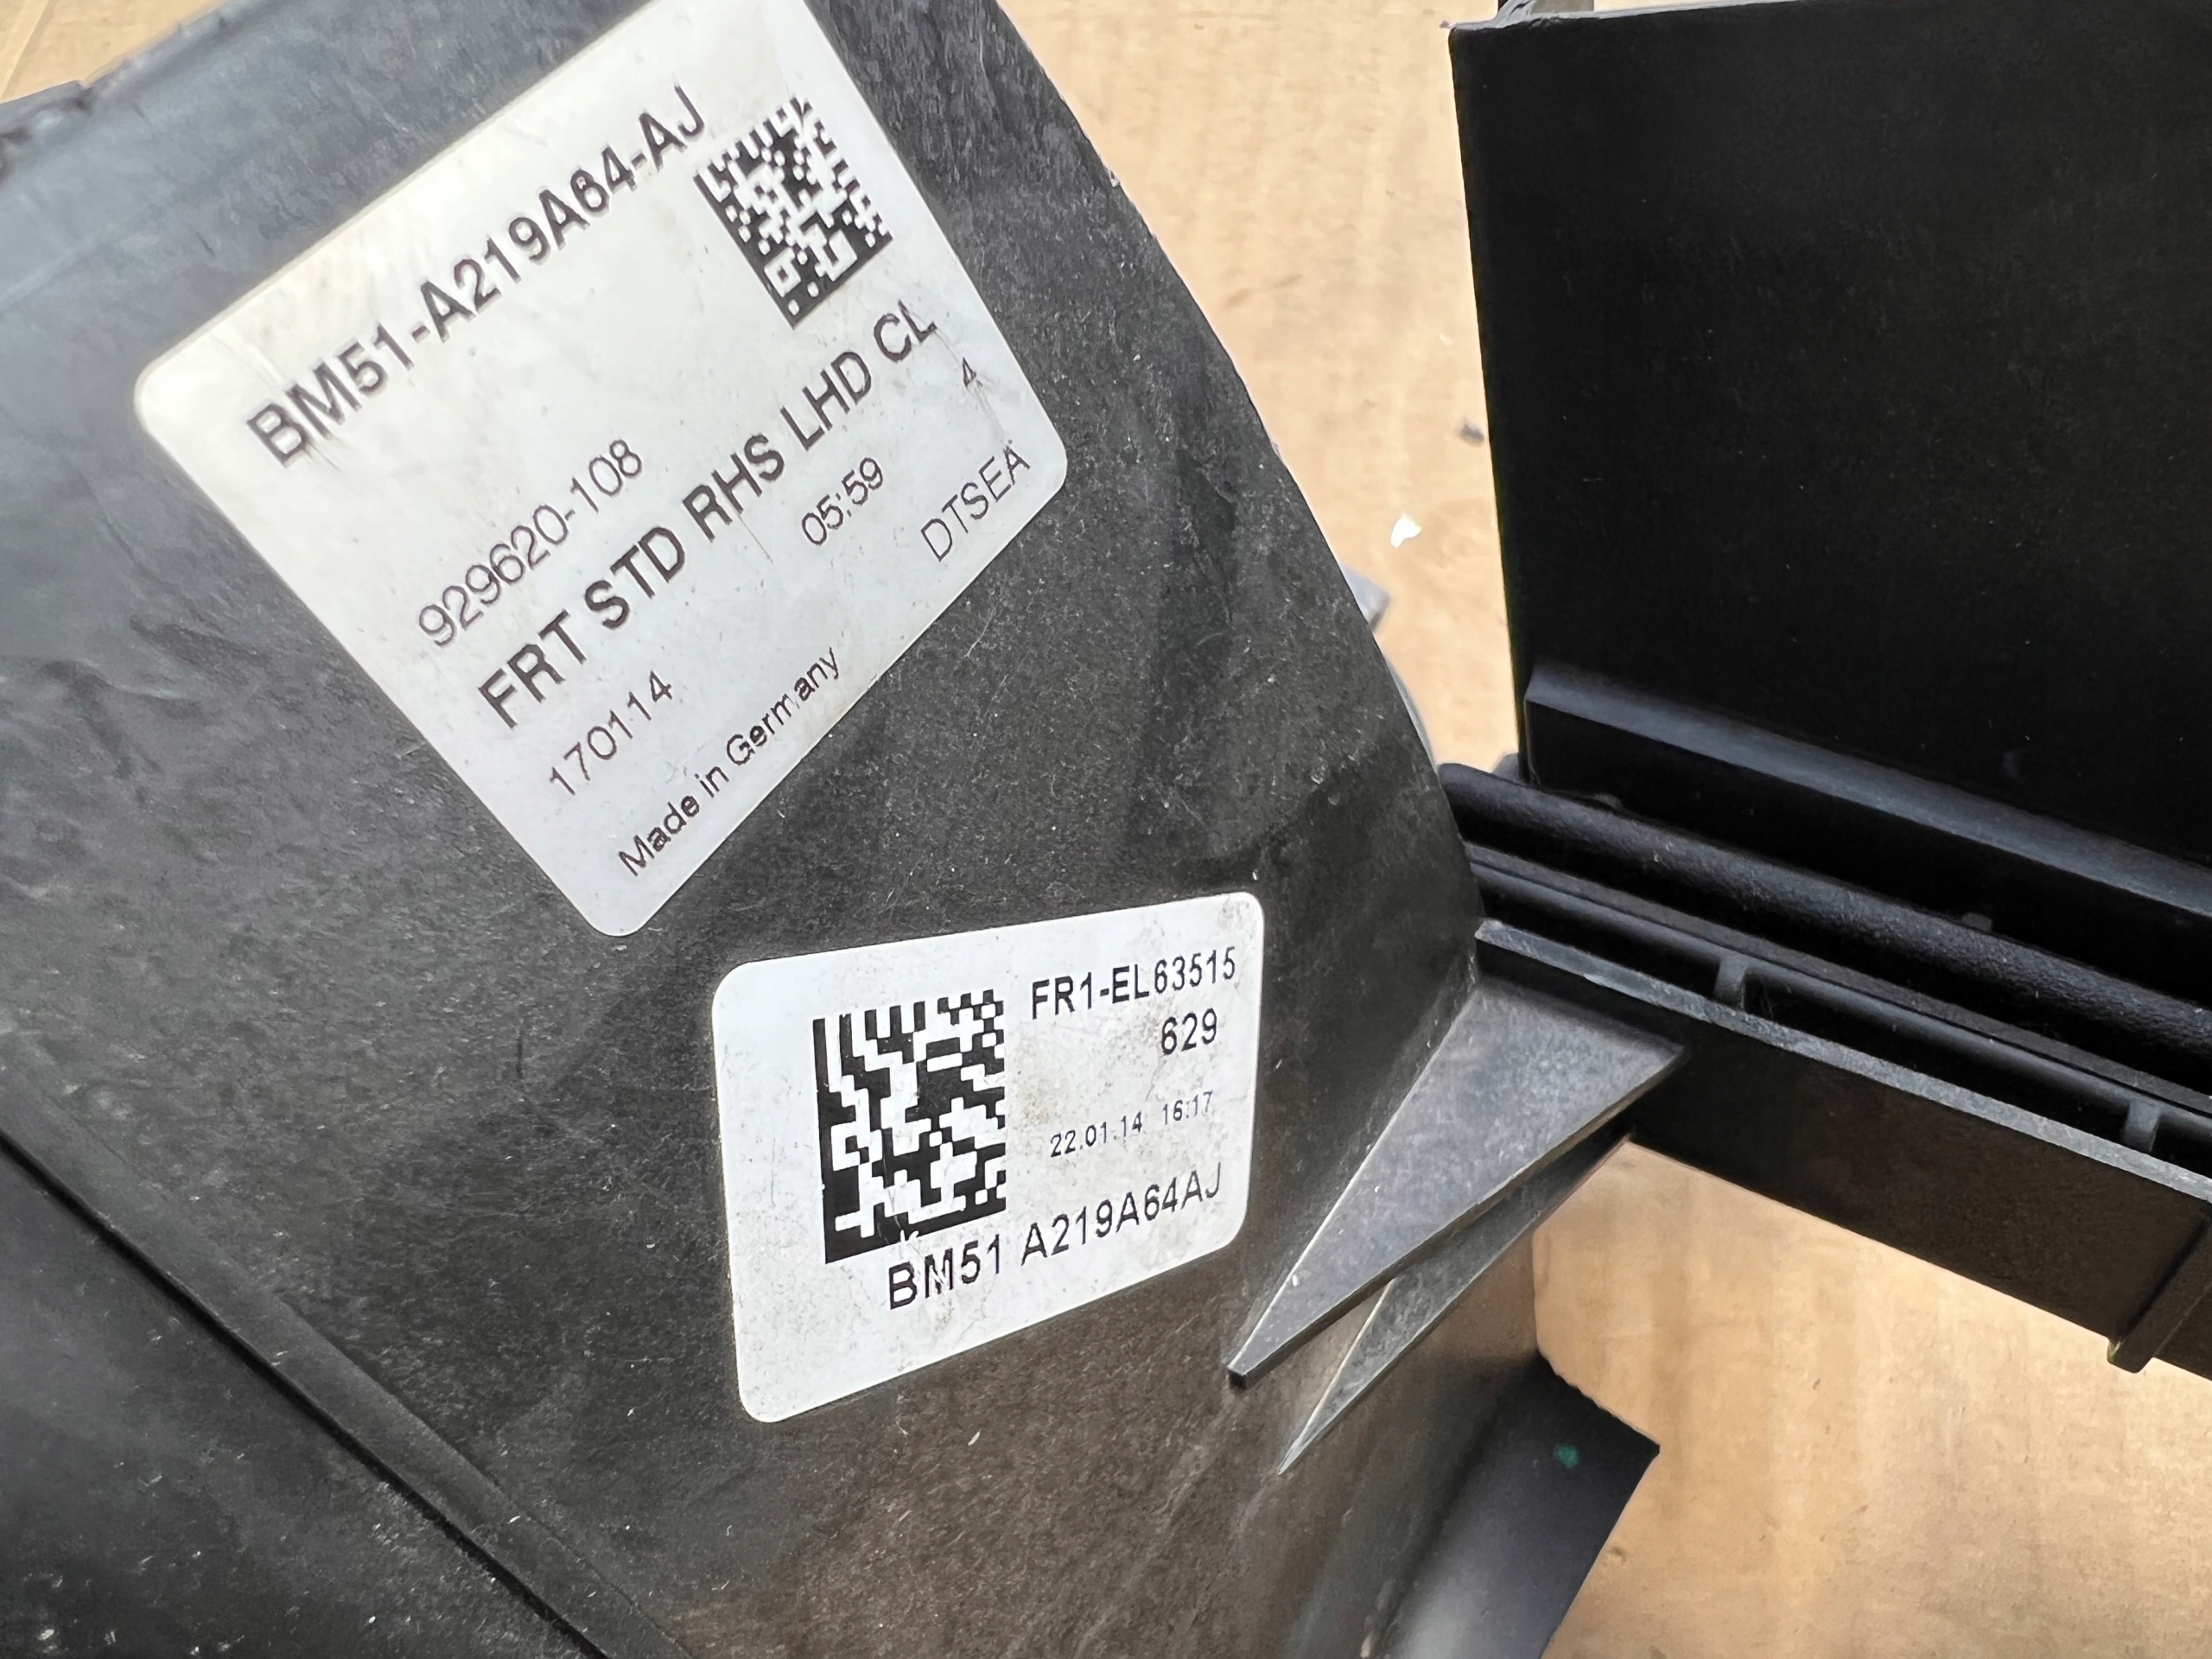 BM51-A219A64-AJ
929620-108
FRT STD RHS LHD CL
170114 05:59 4
Made in Germany DTSEA
FR1-EL63515
629
22.01.14 16:17
BM51 A219A64AJ